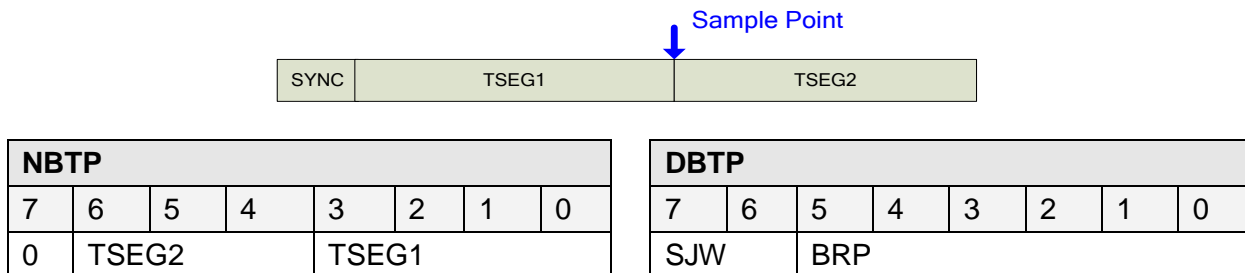 Sample Point
SYNC TSEG1 TSEG2
NBTP DBTP
7 6 5 4 3 2 1 0 7 6 5 4 3 2 1 0
0 TSEG2 TSEG1 SJW BRP